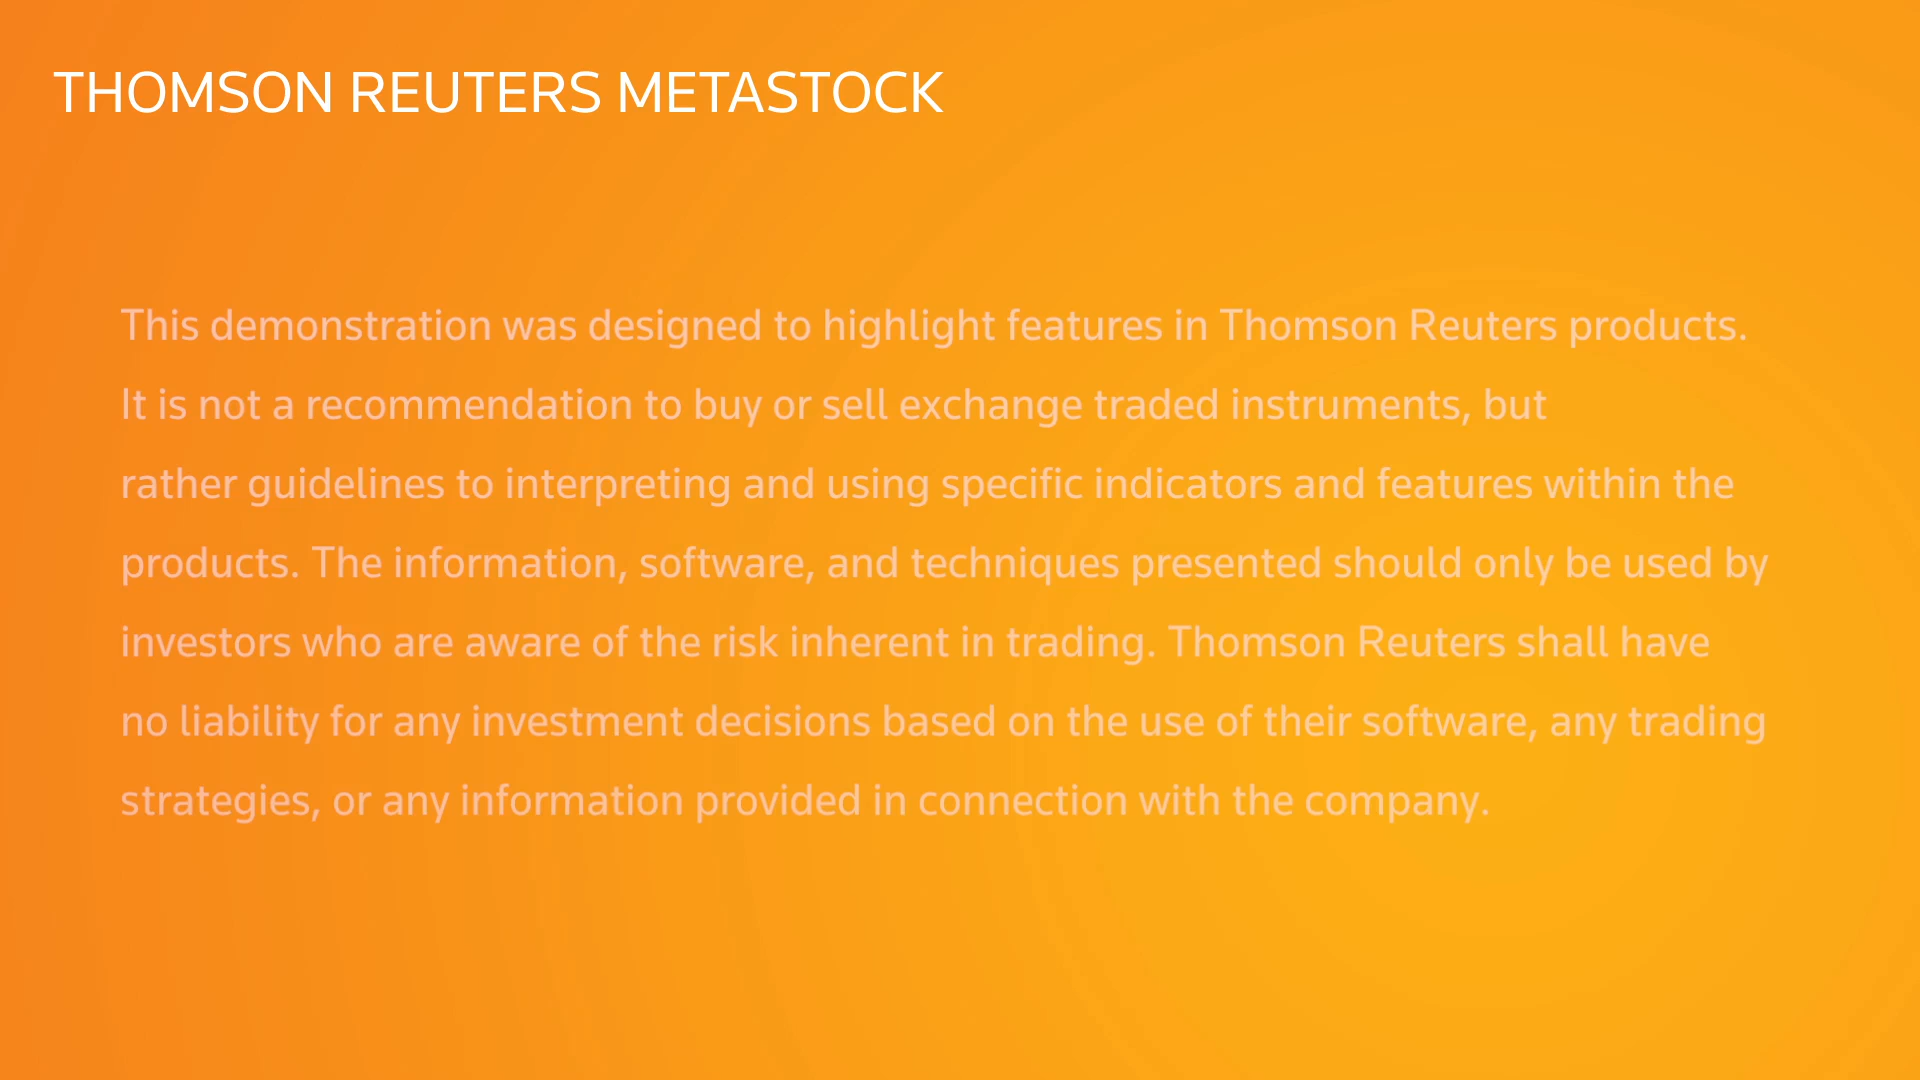 THOMSON REUTERS METASTOCK
This demonstration was designed to highlight features in Thomson Reuters products.
It is not a recommendation to buy or sell exchange traded instruments, but
rather guidelines to interpreting and using specific indicators and features within the
products. The information, software, and techniques presented should only be used by
investors who are aware of the risk inherent in trading. Thomson Reuters shall have
no liability for any investment decisions based on the use of their software, any trading
strategies, or any information provided in connection with the company.